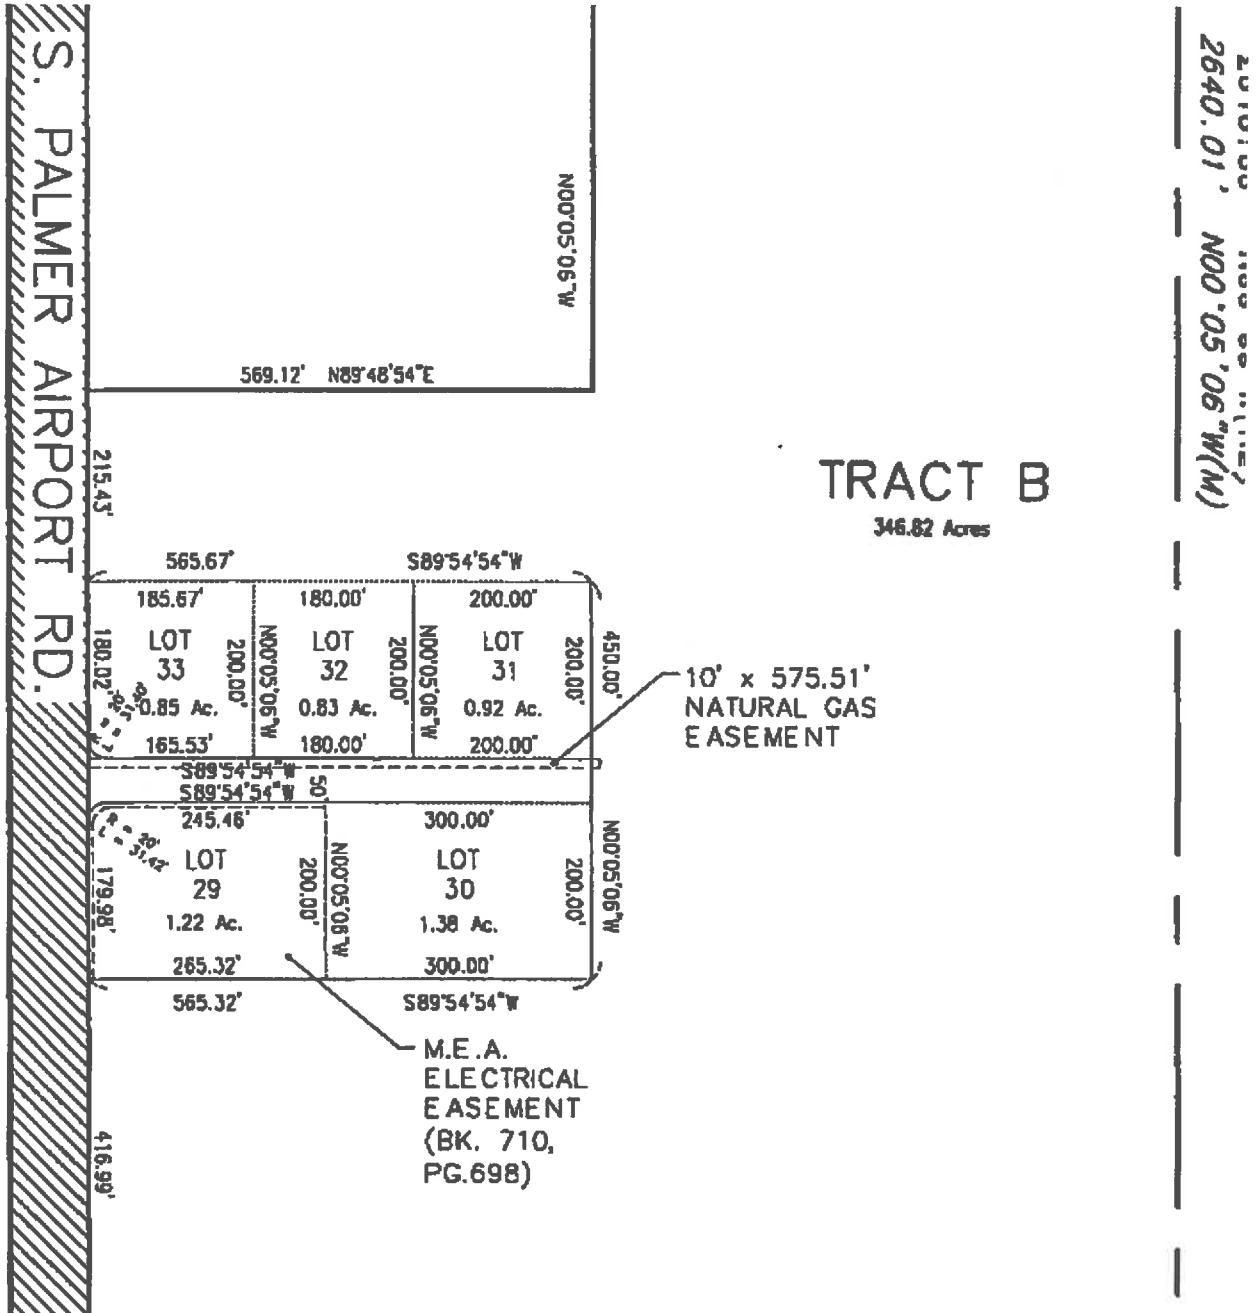 S. PALMER AIRPORT RD.
2640.01' N00°05'06"W(M)
N00°05'06"W
569.12' N89°48'54"E
215.43'
TRACT B
346.82 Acres
565.67' S89°54'54"W
185.67' 180.00' 200.00'
LOT
33
0.85 Ac.
165.53'
180.02'
200.00'
N00°05'06"W
LOT
32
0.83 Ac.
180.00'
200.00'
N00°05'06"W
LOT
31
0.92 Ac.
200.00'
200.00'
450.00'
10' x 575.51'
NATURAL GAS
EASEMENT
S89°54'54"W
S89°54'54"W
50'
245.46' 300.00'
R = 20'
L = 31.42'
LOT
29
1.22 Ac.
265.32'
179.98'
200.00'
N00°05'06"W
LOT
30
1.38 Ac.
300.00'
200.00'
N00°05'06"W
565.32' S89°54'54"W
M.E.A.
ELECTRICAL
EASEMENT
(BK. 710,
PG.698)
416.99'